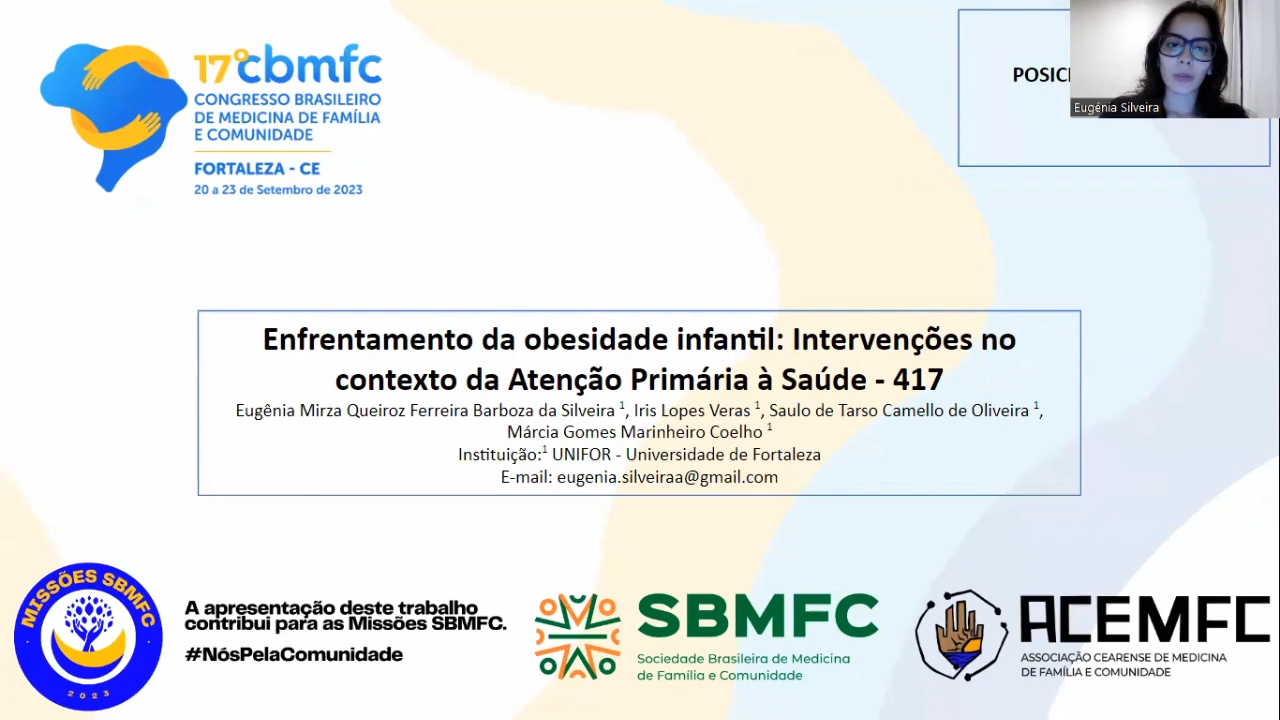 17º cbmfc
CONGRESSO BRASILEIRO
DE MEDICINA DE FAMÍLIA
E COMUNIDADE
FORTALEZA - CE
20 a 23 de Setembro de 2023
Eugênia Silveira
Enfrentamento da obesidade infantil: Intervenções no
contexto da Atenção Primária à Saúde - 417
Eugênia Mirza Queiroz Ferreira Barboza da Silveira ¹, Iris Lopes Veras ¹, Saulo de Tarso Camello de Oliveira ¹,
Márcia Gomes Marinheiro Coelho ¹
Instituição:¹ UNIFOR - Universidade de Fortaleza
E-mail: eugenia.silveiraa@gmail.com
MISSÕES SBMFC
2023
A apresentação deste trabalho
contribui para as Missões SBMFC.
#NósPelaComunidade
SBMFC
Sociedade Brasileira de Medicina
de Família e Comunidade
ACEMFC
ASSOCIAÇÃO CEARENSE DE MEDICINA
DE FAMÍLIA E COMUNIDADE